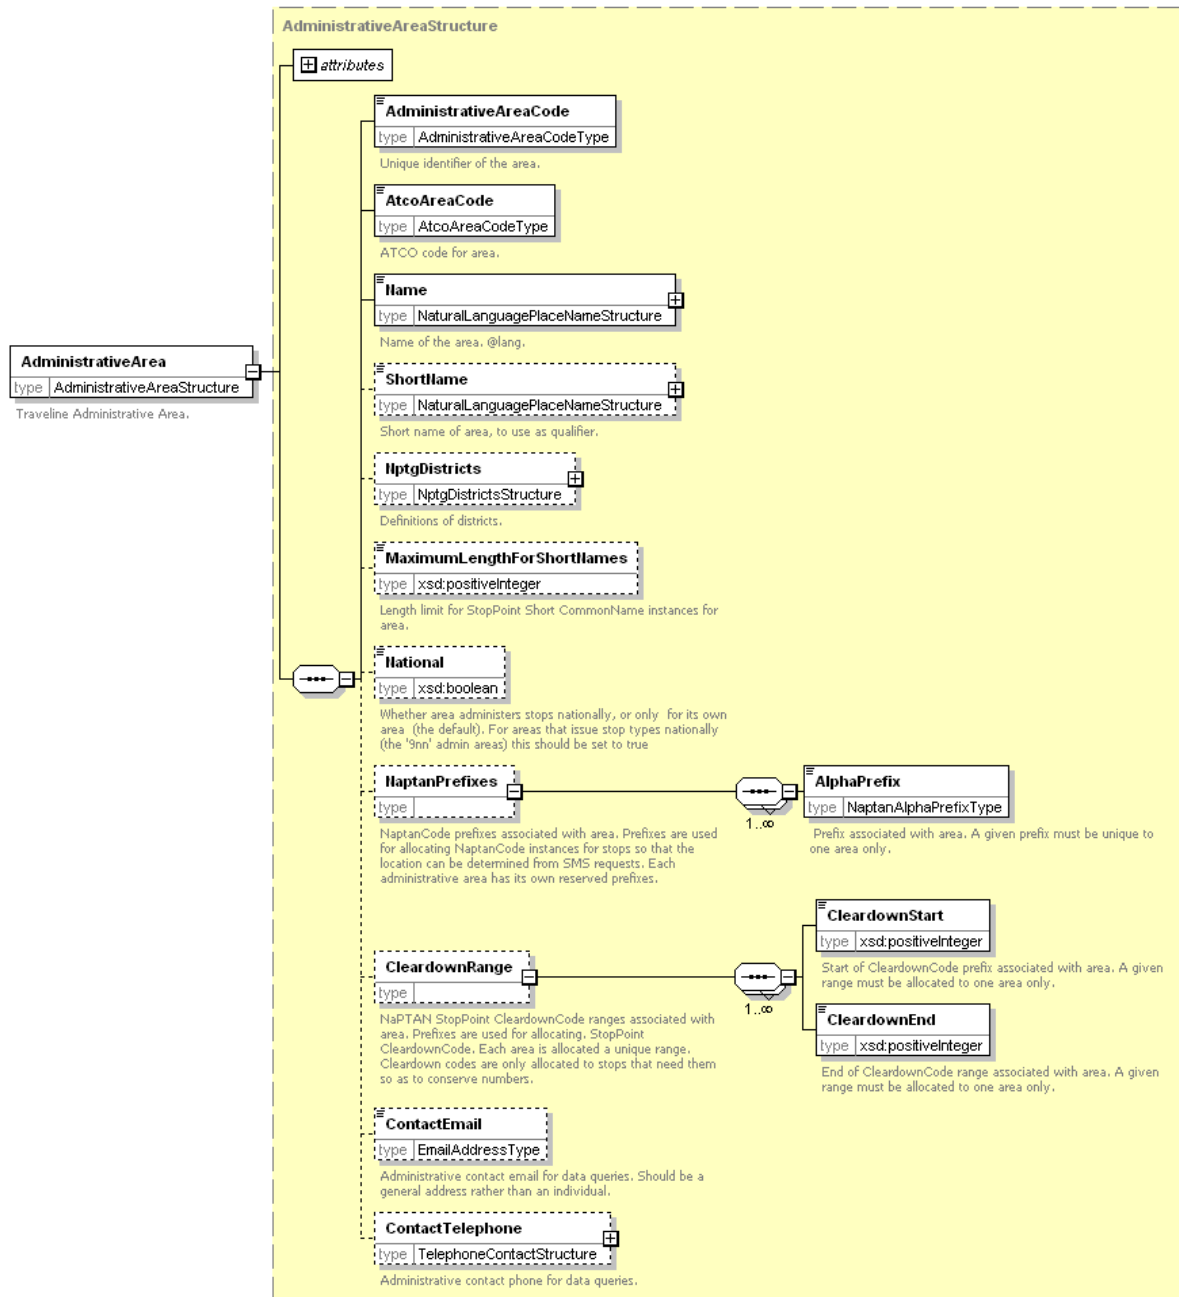 AdministrativeAreaStructure
attributes
AdministrativeAreaCode
type AdministrativeAreaCodeType
Unique identifier of the area.
AtcoAreaCode
type AtcoAreaCodeType
ATCO code for area.
Name
type NaturalLanguagePlaceNameStructure
Name of the area. @lang.
AdministrativeArea
type AdministrativeAreaStructure
Traveline Administrative Area.
ShortName
type NaturalLanguagePlaceNameStructure
Short name of area, to use as qualifier.
NptgDistricts
type NptgDistrictsStructure
Definitions of districts.
MaximumLengthForShortNames
type xsd:positiveInteger
Length limit for StopPoint Short CommonName instances for
area.
National
type xsd:boolean
Whether area administers stops nationally, or only for its own
area (the default). For areas that issue stop types nationally
(the '9nn' admin areas) this should be set to true
NaptanPrefixes
type
NaptanCode prefixes associated with area. Prefixes are used
for allocating NaptanCode instances for stops so that the
location can be determined from SMS requests. Each
administrative area has its own reserved prefixes.
1..∞
AlphaPrefix
type NaptanAlphaPrefixType
Prefix associated with area. A given prefix must be unique to
one area only.
CleardownRange
type
NaPTAN StopPoint CleardownCode ranges associated with
area. Prefixes are used for allocating. StopPoint
CleardownCode. Each area is allocated a unique range.
Cleardown codes are only allocated to stops that need them
so as to conserve numbers.
1..∞
CleardownStart
type xsd:positiveInteger
Start of CleardownCode prefix associated with area. A given
range must be allocated to one area only.
CleardownEnd
type xsd:positiveInteger
End of CleardownCode range associated with area. A given
range must be allocated to one area only.
ContactEmail
type EmailAddressType
Administrative contact email for data queries. Should be a
general address rather than an individual.
ContactTelephone
type TelephoneContactStructure
Administrative contact phone for data queries.